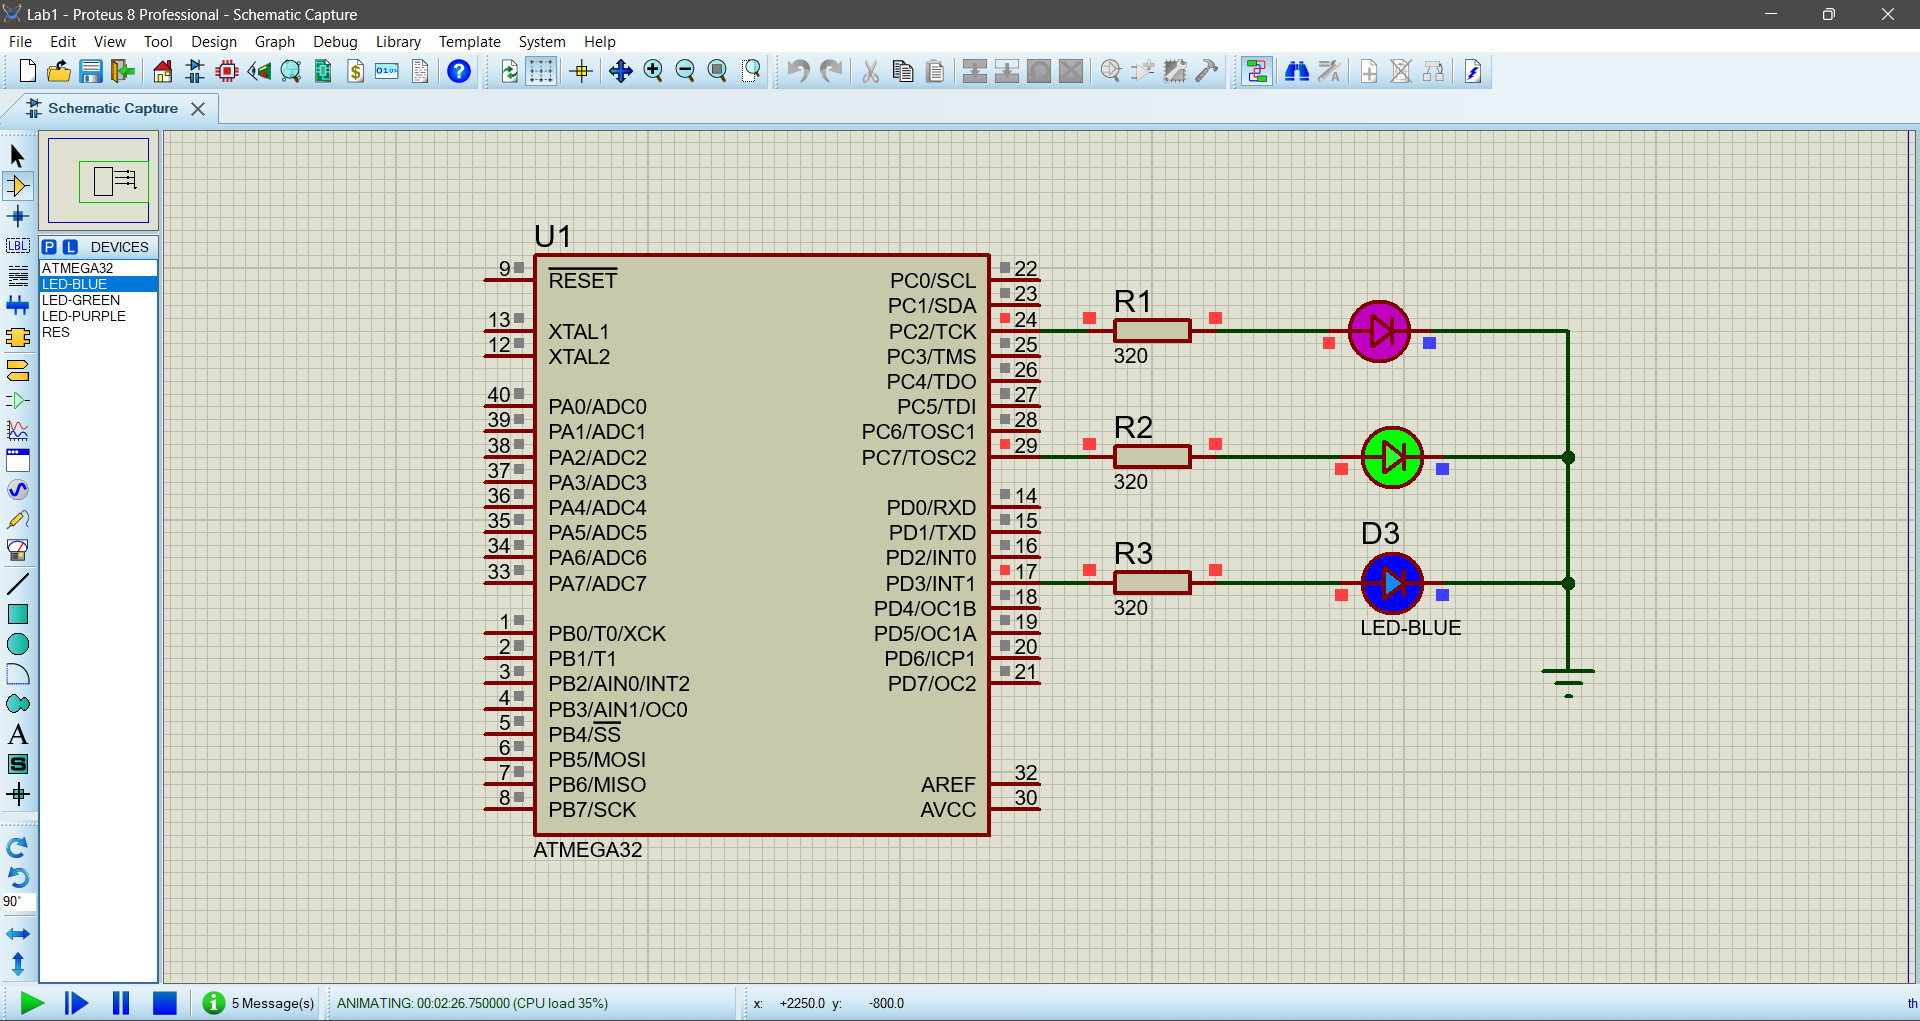 Lab1 - Proteus 8 Professional - Schematic Capture
File Edit View Tool Design Graph Debug Library Template System Help
Schematic Capture
P L DEVICES
ATMEGA32
LED-BLUE
LED-GREEN
LED-PURPLE
RES
LBL
A
S
90°
U1
9 RESET
13 XTAL1
12 XTAL2
40 PA0/ADC0
39 PA1/ADC1
38 PA2/ADC2
37 PA3/ADC3
36 PA4/ADC4
35 PA5/ADC5
34 PA6/ADC6
33 PA7/ADC7
1 PB0/T0/XCK
2 PB1/T1
3 PB2/AIN0/INT2
4 PB3/AIN1/OC0
5 PB4/SS
6 PB5/MOSI
7 PB6/MISO
8 PB7/SCK
PC0/SCL 22
PC1/SDA 23
PC2/TCK 24
PC3/TMS 25
PC4/TDO 26
PC5/TDI 27
PC6/TOSC1 28
PC7/TOSC2 29
PD0/RXD 14
PD1/TXD 15
PD2/INT0 16
PD3/INT1 17
PD4/OC1B 18
PD5/OC1A 19
PD6/ICP1 20
PD7/OC2 21
AREF 32
AVCC 30
ATMEGA32
R1
320
R2
320
R3
320
D3
LED-BLUE
5 Message(s)
ANIMATING: 00:02:26.750000 (CPU load 35%)
x: +2250.0 y: -800.0
th